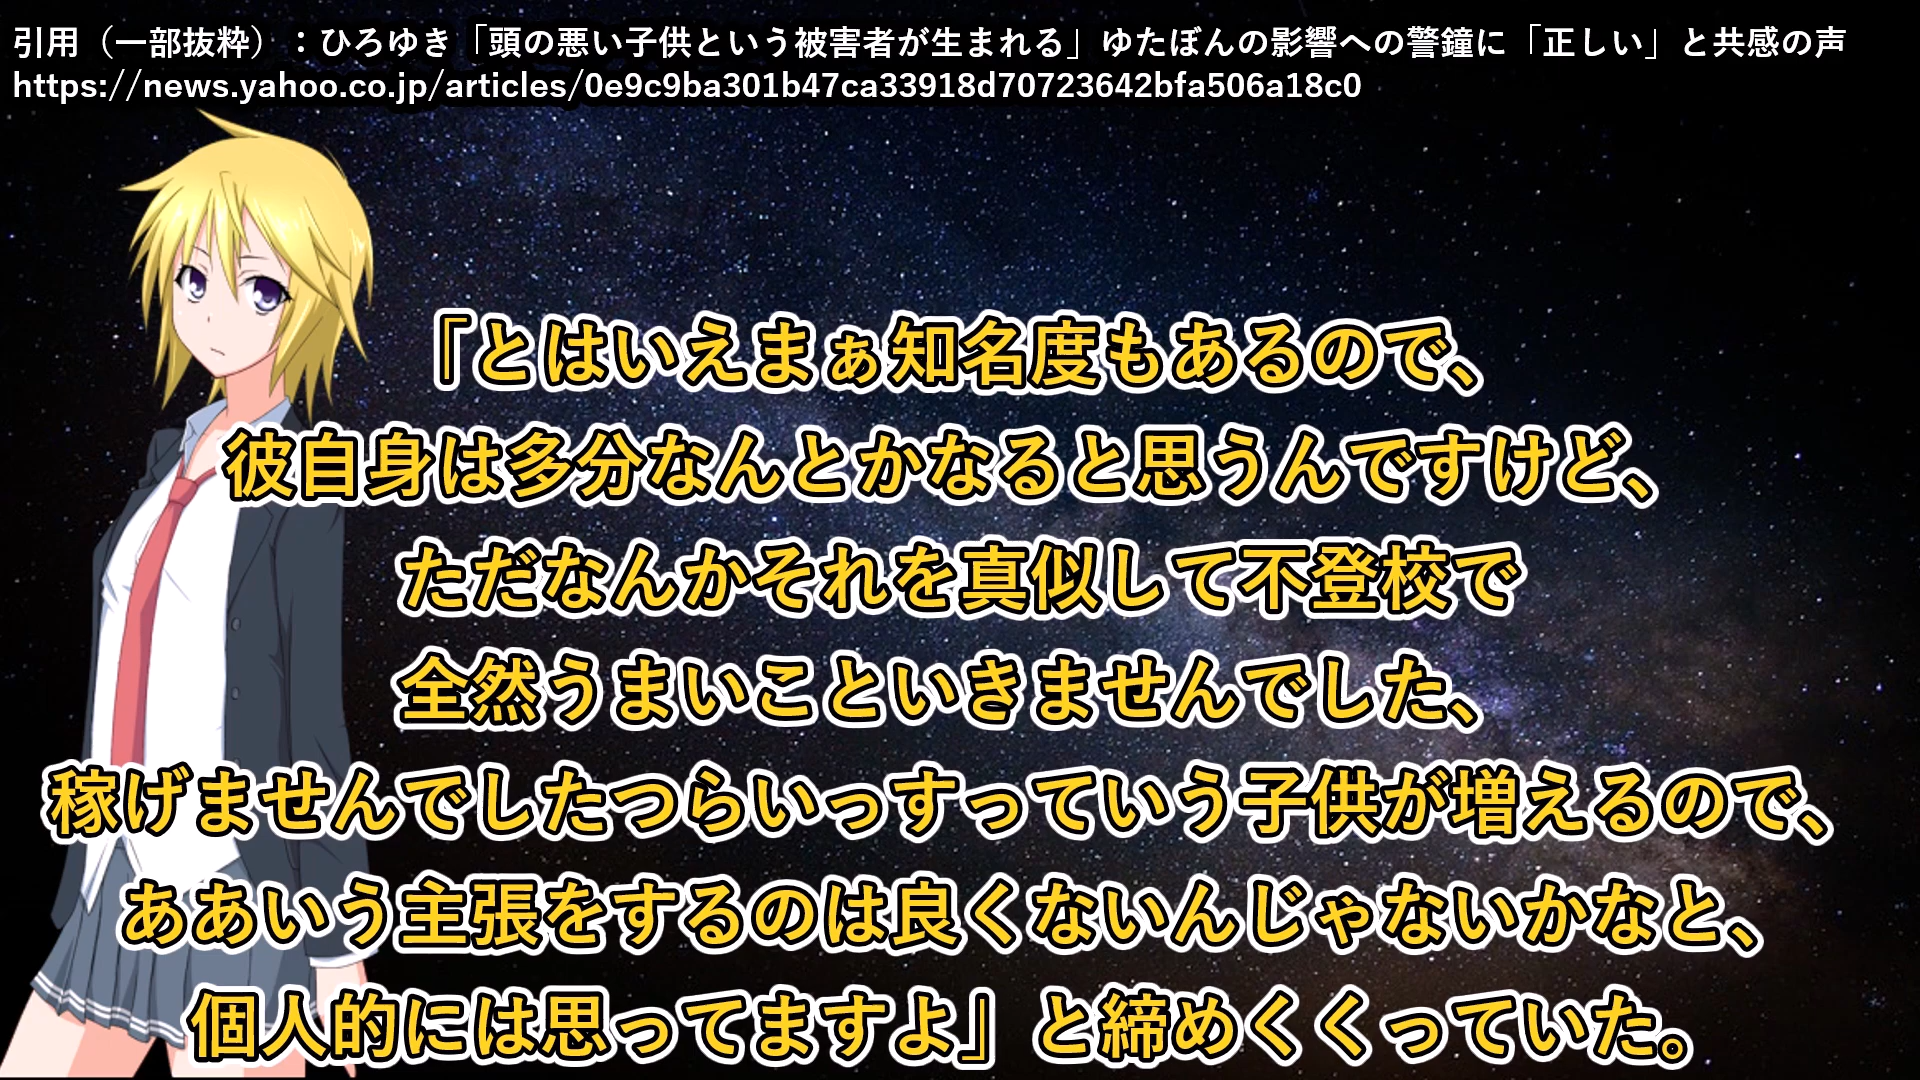 引用（一部抜粋）：ひろゆき「頭の悪い子供という被害者が生まれる」ゆたぼんの影響への警鐘に「正しい」と共感の声
https://news.yahoo.co.jp/articles/0e9c9ba301b47ca33918d70723642bfa506a18c0
「とはいえまぁ知名度もあるので、
彼自身は多分なんとかなると思うんですけど、
ただなんかそれを真似して不登校で
全然うまいこといきませんでした、
稼げませんでしたつらいっすっていう子供が増えるので、
ああいう主張をするのは良くないんじゃないかなと、
個人的には思ってますよ」と締めくくっていた。